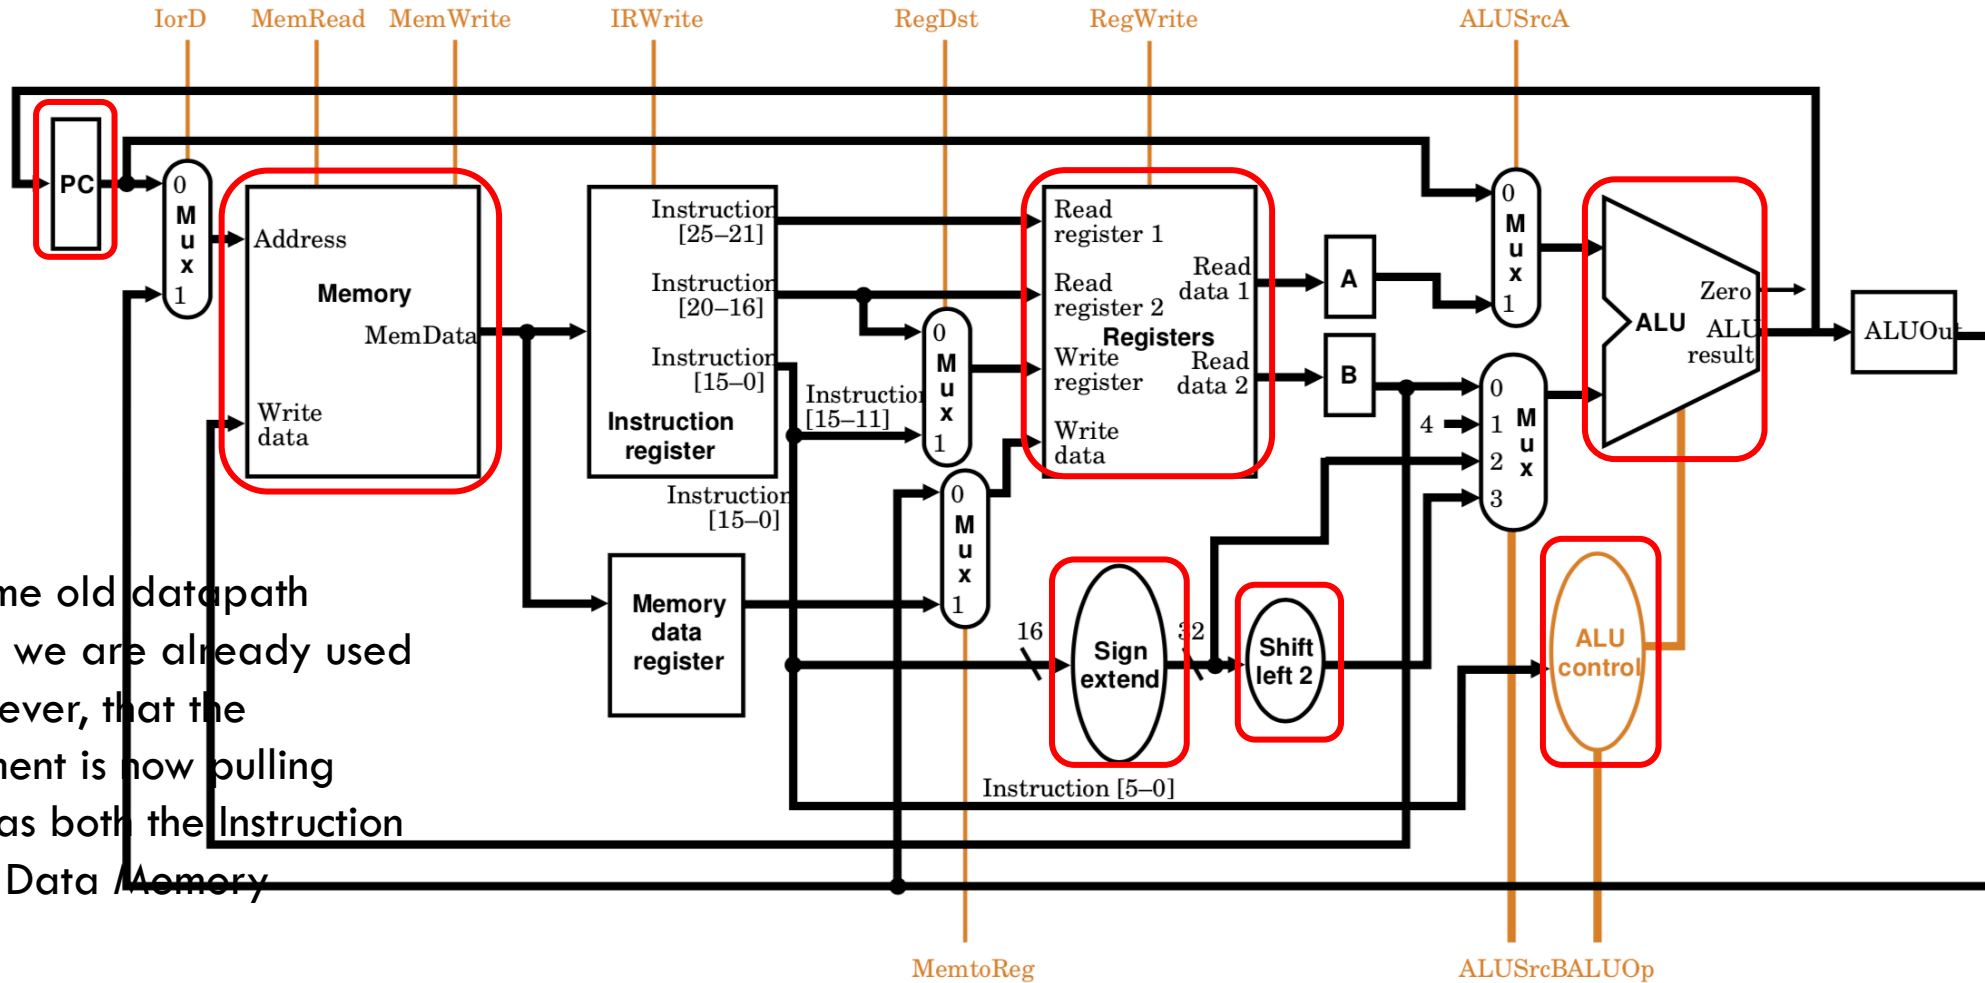 IorD MemRead MemWrite IRWrite RegDst RegWrite ALUSrcA
PC
0
M
u
x
1
Address
Memory
MemData
Write
data
Instruction
[25–21]
Instruction
[20–16]
Instruction
[15–0]
Instruction
register
Instruction
[15–11]
Instruction
[15–0]
Memory
data
register
0
M
u
x
1
0
M
u
x
1
Read
register 1
Read
register 2
Registers
Write
register
Write
data
Read
data 1
Read
data 2
16
Sign
extend
32
Shift
left 2
A
B
4
0
M
u
x
1
0
1
2
3
M
u
x
Zero
ALU
ALU
result
ALUOut
ALU
control
Instruction [5–0]
me old datapath
we are already used
ever, that the
ment is now pulling
as both the Instruction
Data Memory
MemtoReg ALUSrcB ALUOp